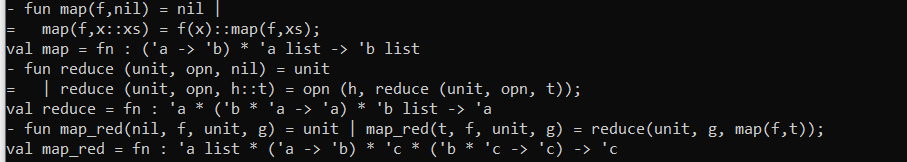 - fun map(f,nil) = nil |
=   map(f,x::xs) = f(x)::map(f,xs);
val map = fn : ('a -> 'b) * 'a list -> 'b list
- fun reduce (unit, opn, nil) = unit
=   | reduce (unit, opn, h::t) = opn (h, reduce (unit, opn, t));
val reduce = fn : 'a * ('b * 'a -> 'a) * 'b list -> 'a
- fun map_red(nil, f, unit, g) = unit | map_red(t, f, unit, g) = reduce(unit, g, map(f,t));
val map_red = fn : 'a list * ('a -> 'b) * 'c * ('b * 'c -> 'c) -> 'c